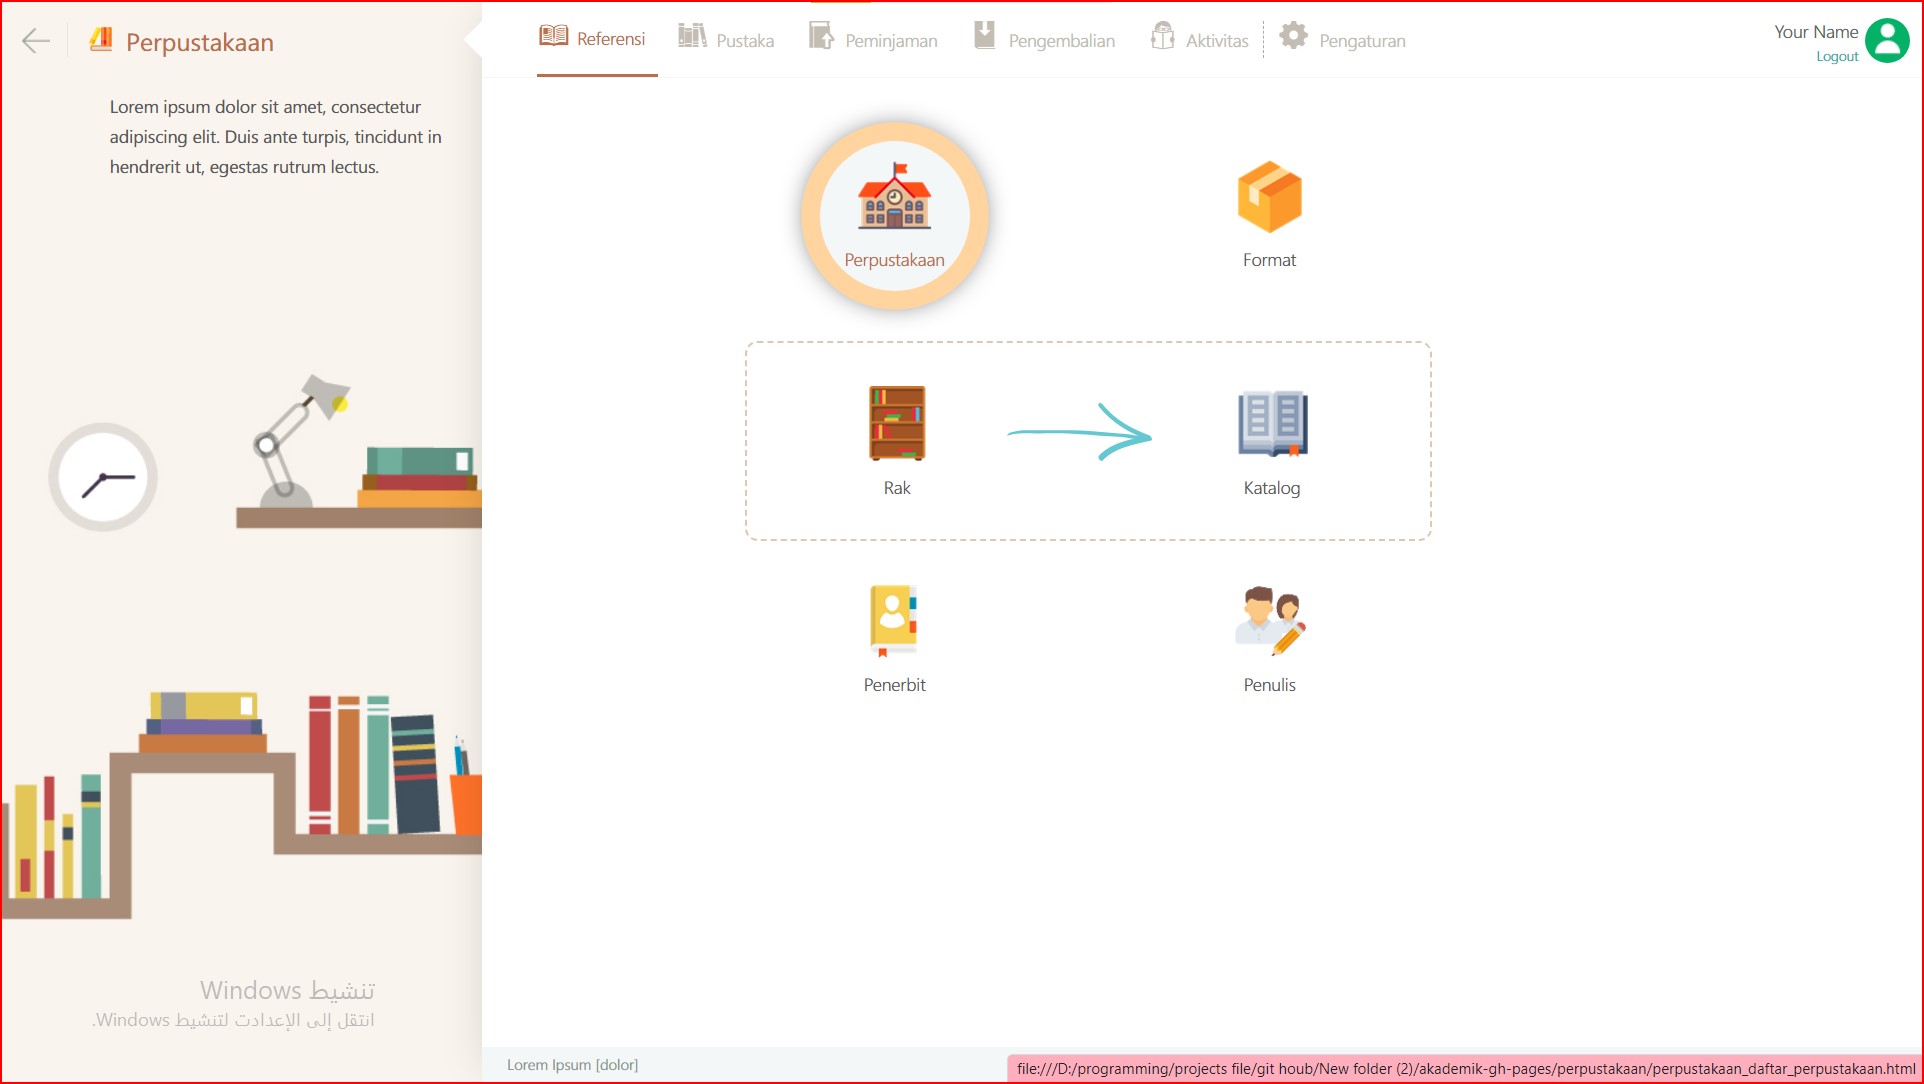 Perpustakaan
Lorem ipsum dolor sit amet, consectetur
adipiscing elit. Duis ante turpis, tincidunt in
hendrerit ut, egestas rutrum lectus.
تنشيط Windows
انتقل إلى الإعدادت لتنشيط Windows.
Referensi
Pustaka
Peminjaman
Pengembalian
Aktivitas
Pengaturan
Your Name
Logout
Perpustakaan
Format
Rak
Katalog
Penerbit
Penulis
Lorem Ipsum [dolor]
file:///D:/programming/projects file/git houb/New folder (2)/akademik-gh-pages/perpustakaan/perpustakaan_daftar_perpustakaan.html